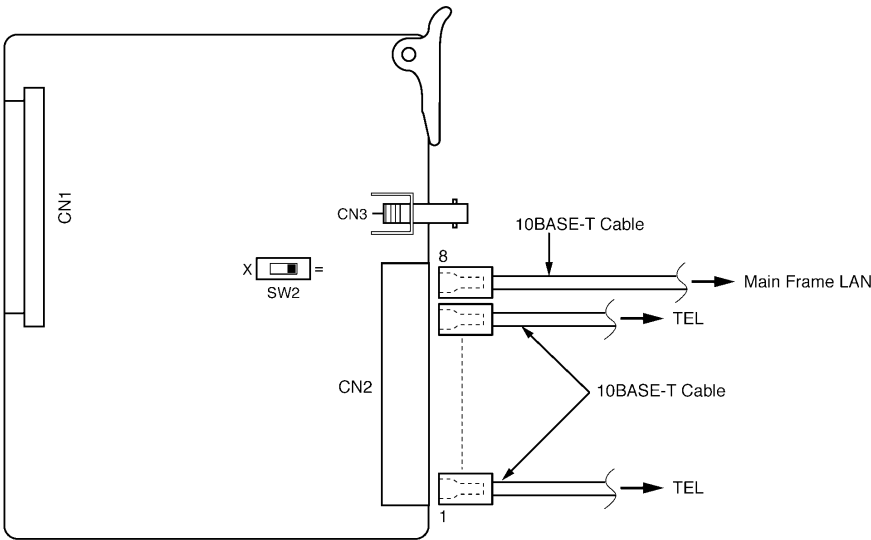 CN1
CN3
10BASE-T Cable
8
X
=
SW2
Main Frame LAN
TEL
CN2
10BASE-T Cable
TEL
1